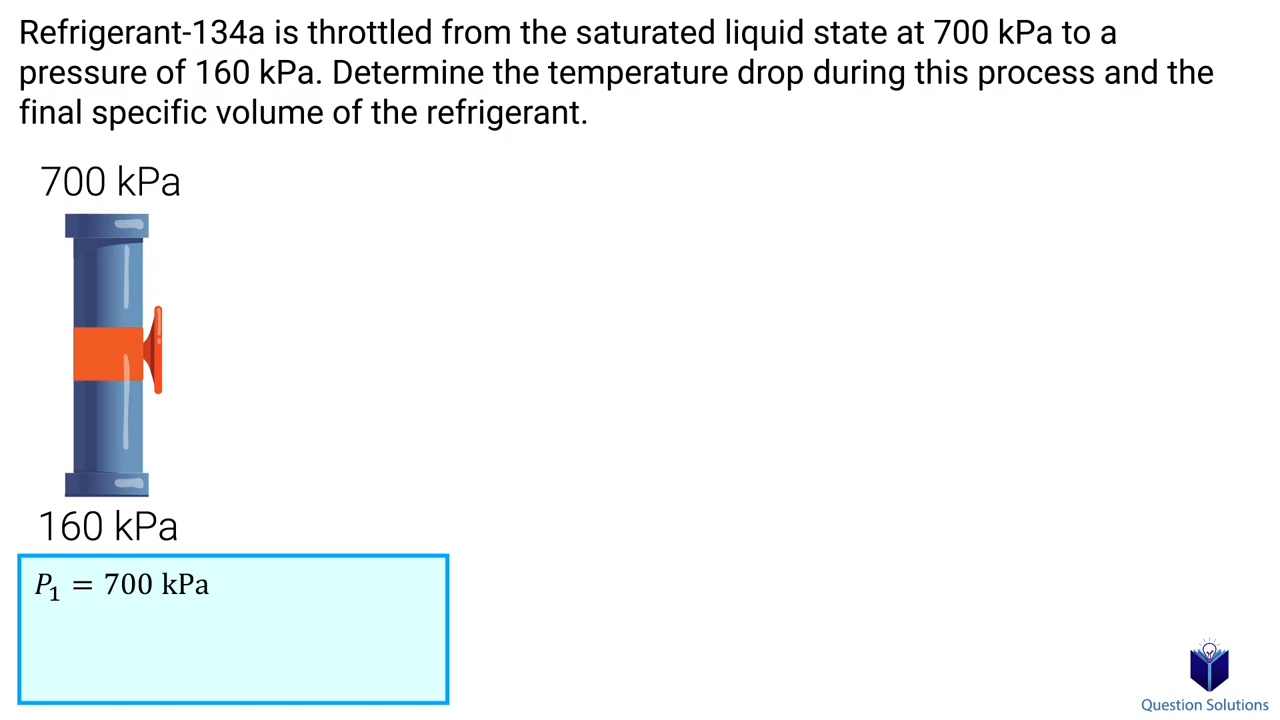 Refrigerant-134a is throttled from the saturated liquid state at 700 kPa to a
pressure of 160 kPa. Determine the temperature drop during this process and the
final specific volume of the refrigerant.
700 kPa
160 kPa
P₁ = 700 kPa
Question Solutions